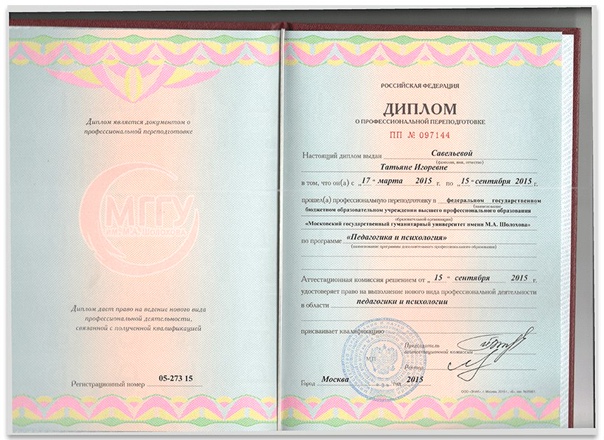 Диплом является документом о
профессиональной переподготовке
МГГУ
Диплом дает право на ведение нового вида
профессиональной деятельности,
связанной с полученной квалификацией
Регистрационный номер 05-273 15
РОССИЙСКАЯ ФЕДЕРАЦИЯ
ДИПЛОМ
О ПРОФЕССИОНАЛЬНОЙ ПЕРЕПОДГОТОВКЕ
ПП № 097144
Настоящий диплом выдан Савельевой
(фамилия, имя, отчество)
Татьяне Игоревне
в том, что он(а) с 17 " марта 2015 г. по " 15 " сентября 2015 г.
прошел(а) профессиональную переподготовку в федеральном государственном
(наименование
бюджетном образовательном учреждении высшего профессионального образования
образовательной организации)
«Московский государственный гуманитарный университет имени М.А. Шолохова»
по программе «Педагогика и психология»
(наименование программы дополнительного профессионального образования)
Аттестационная комиссия решением от " 15 " сентября 2015 г.
удостоверяет право на выполнение нового вида профессиональной деятельности
в области педагогики и психологии
присваивает квалификацию
Председатель
аттестационной комиссии
М.П.
Ректор
Город Москва 2015